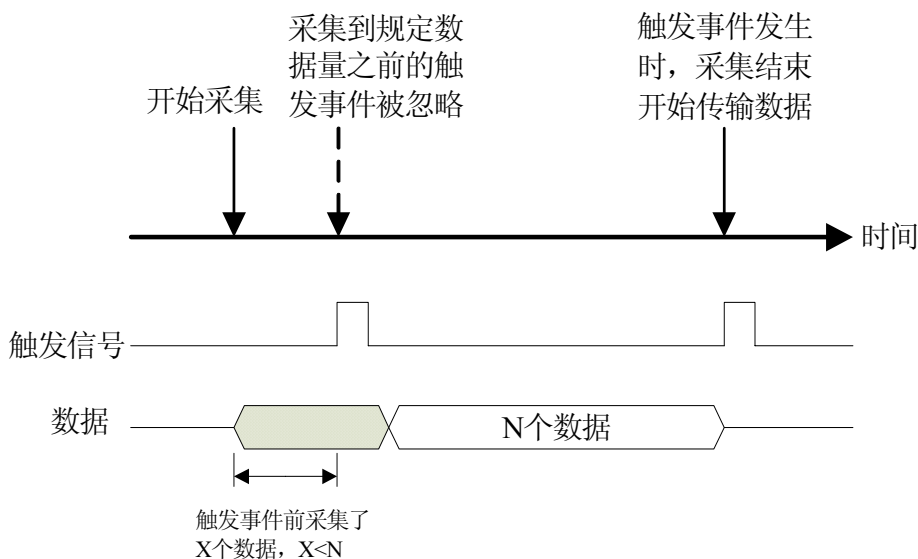 开始采集
采集到规定数
据量之前的触
发事件被忽略
触发事件发生
时，采集结束
开始传输数据
时间
触发信号
数据
N个数据
触发事件前采集了
X个数据，X<N